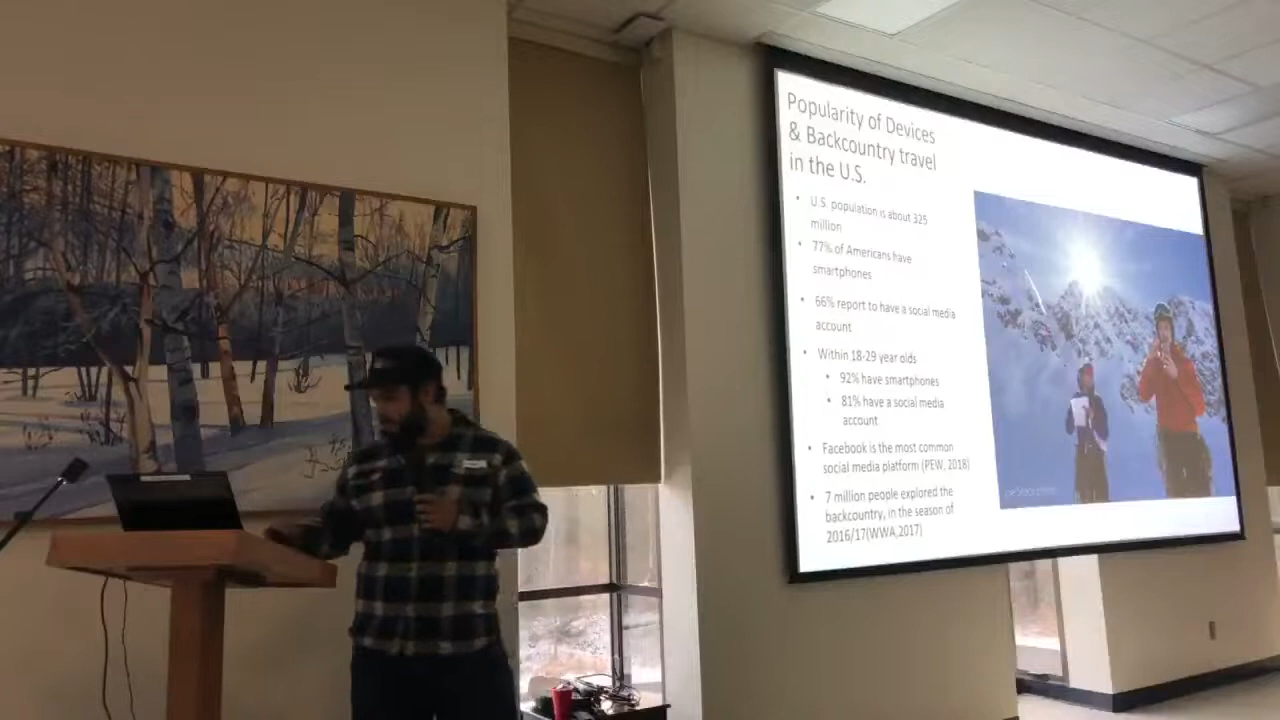 Popularity of Devices
& Backcountry travel
in the U.S.
• U.S. population is about 325
million
• 77% of Americans have
smartphones
• 66% report to have a social media
account
• Within 18-29 year olds
• 92% have smartphones
• 81% have a social media
account
• Facebook is the most common
social media platform (PEW, 2018)
• 7 million people explored the
backcountry, in the season of
2016/17(WWA,2017)